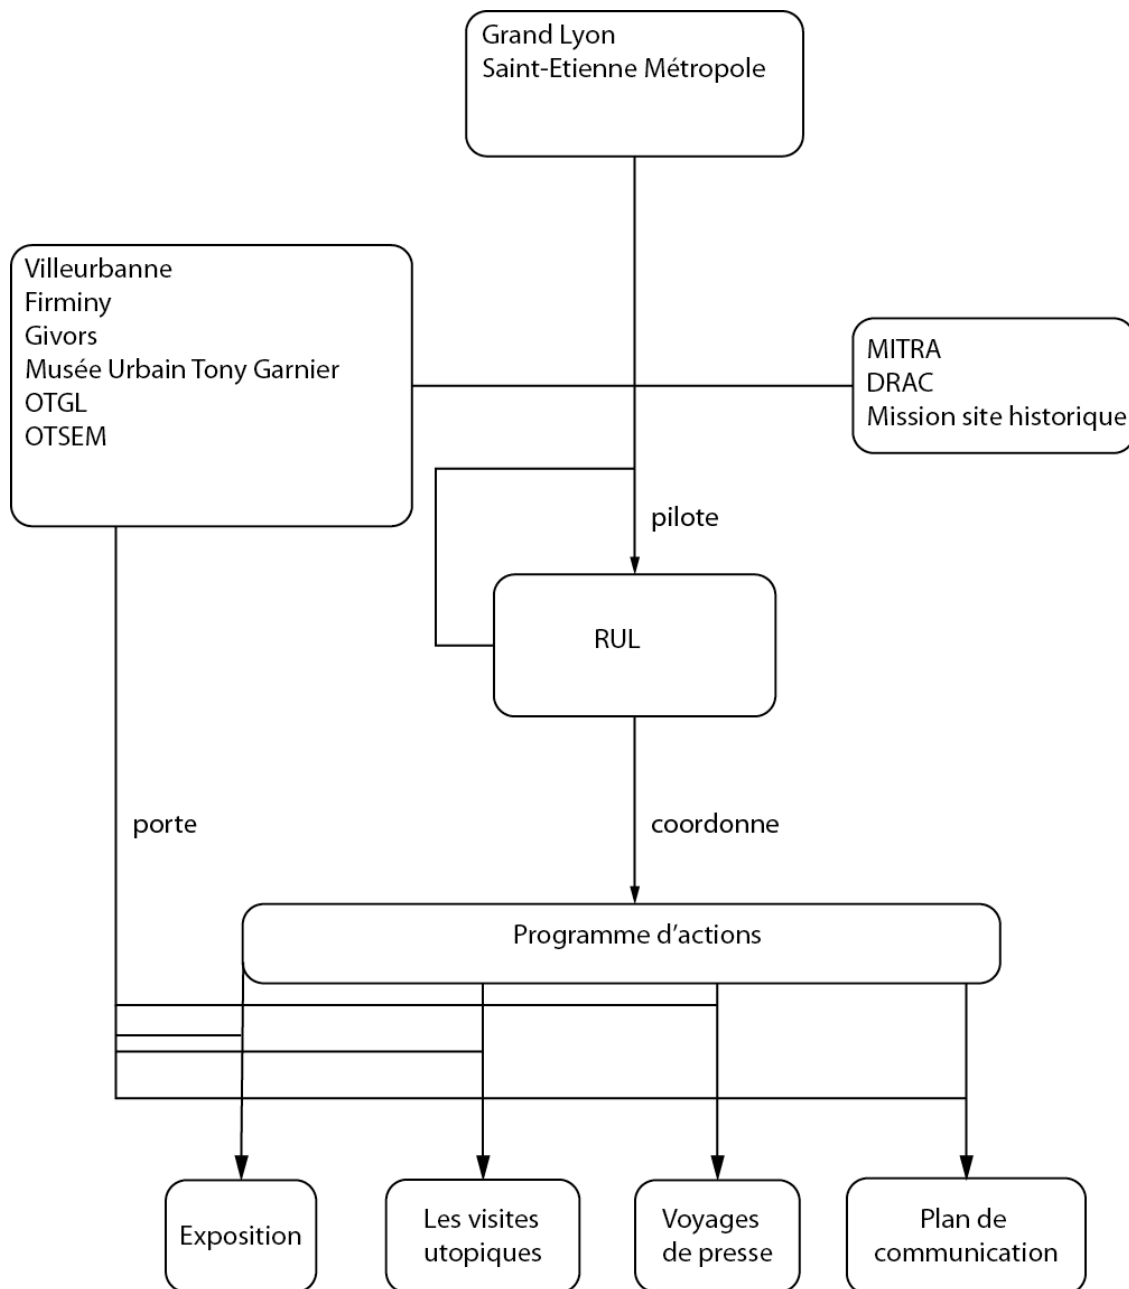 Grand Lyon
Saint-Etienne Métropole
Villeurbanne
Firminy
Givors
Musée Urbain Tony Garnier
OTGL
OTSEM
MITRA
DRAC
Mission site historique
pilote
RUL
porte
coordonne
Programme d’actions
Exposition
Les visites
utopiques
Voyages
de presse
Plan de
communication